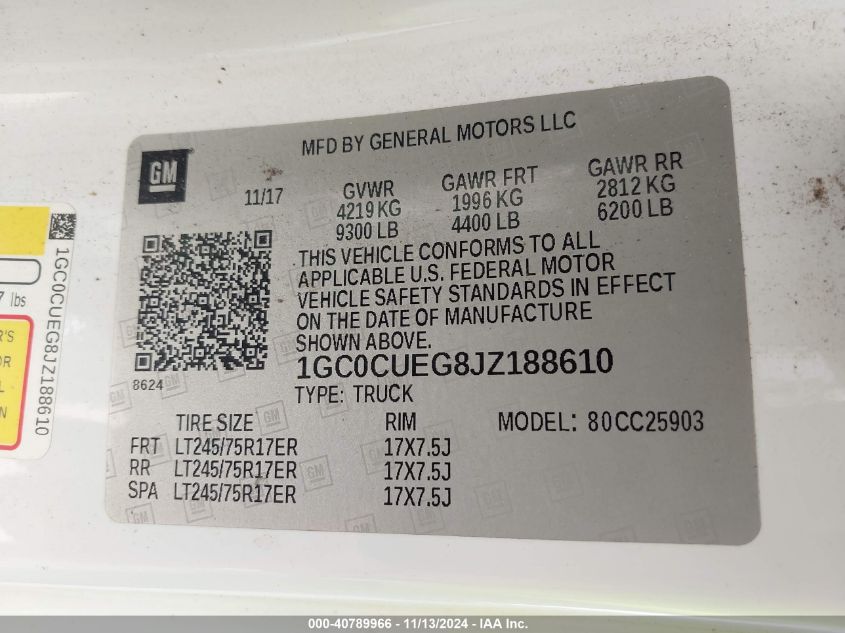 MFD BY GENERAL MOTORS LLC
GM
11/17
GVWR
4219 KG
9300 LB
GAWR FRT
1996 KG
4400 LB
GAWR RR
2812 KG
6200 LB
THIS VEHICLE CONFORMS TO ALL
APPLICABLE U.S. FEDERAL MOTOR
VEHICLE SAFETY STANDARDS IN EFFECT
ON THE DATE OF MANUFACTURE
SHOWN ABOVE.
8624
1GC0CUEG8JZ188610
TYPE: TRUCK
TIRE SIZE RIM MODEL: 80CC25903
FRT LT245/75R17ER 17X7.5J
RR LT245/75R17ER 17X7.5J
SPA LT245/75R17ER 17X7.5J
1GC0CUEG8JZ188610
7 lbs
000-40789966 - 11/13/2024 - IAA Inc.